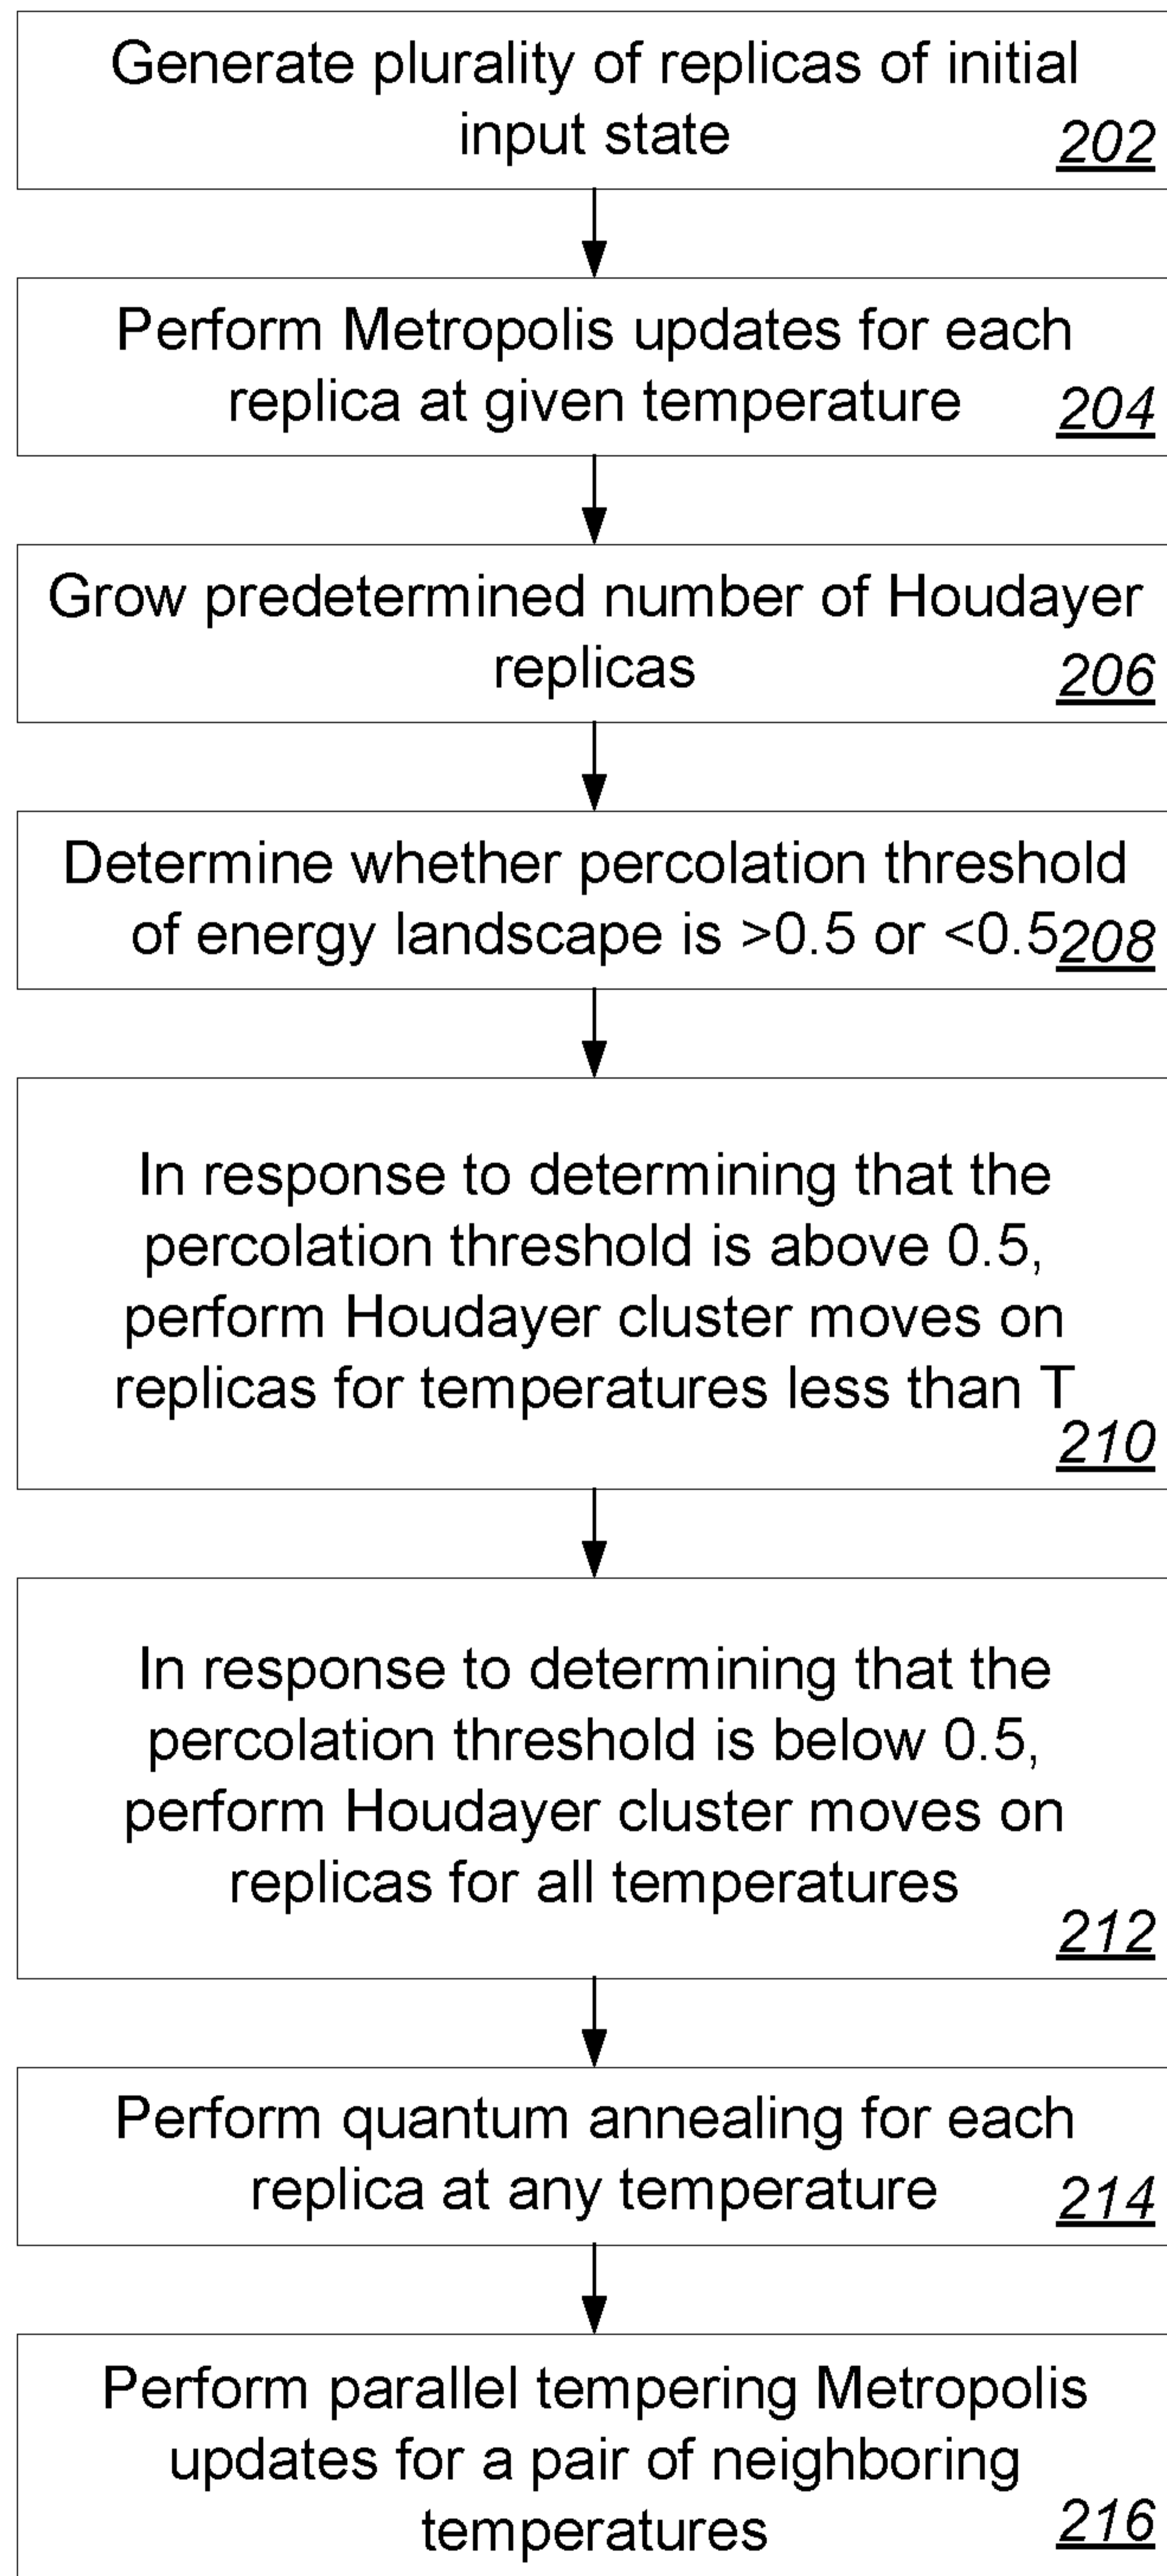 Generate plurality of replicas of initial
input state
202
Perform Metropolis updates for each
replica at given temperature
204
Grow predetermined number of Houdayer
replicas
206
Determine whether percolation threshold
of energy landscape is >0.5 or <0.5
208
In response to determining that the
percolation threshold is above 0.5,
perform Houdayer cluster moves on
replicas for temperatures less than T
210
In response to determining that the
percolation threshold is below 0.5,
perform Houdayer cluster moves on
replicas for all temperatures
212
Perform quantum annealing for each
replica at any temperature
214
Perform parallel tempering Metropolis
updates for a pair of neighboring
temperatures
216